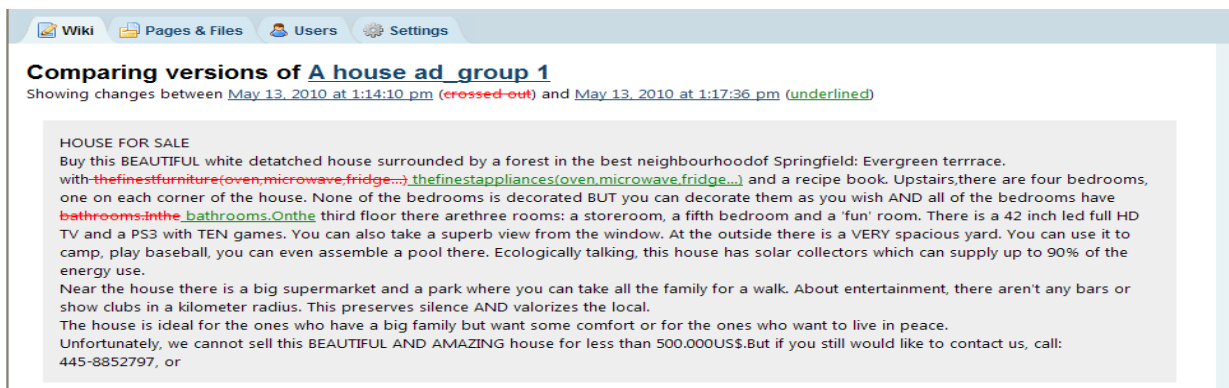 Wiki Pages & Files Users Settings
Comparing versions of A house ad_group 1
Showing changes between May 13, 2010 at 1:14:10 pm (crossed out) and May 13, 2010 at 1:17:36 pm (underlined)
HOUSE FOR SALE
Buy this BEAUTIFUL white detatched house surrounded by a forest in the best neighbourhoodof Springfield: Evergreen terrrace.
with thefinestfurniture(oven,microwave,fridge...) thefinestappliances(oven,microwave,fridge...) and a recipe book. Upstairs,there are four bedrooms,
one on each corner of the house. None of the bedrooms is decorated BUT you can decorate them as you wish AND all of the bedrooms have
bathrooms.Inthe bathrooms.Onthe third floor there arethree rooms: a storeroom, a fifth bedroom and a 'fun' room. There is a 42 inch led full HD
TV and a PS3 with TEN games. You can also take a superb view from the window. At the outside there is a VERY spacious yard. You can use it to
camp, play baseball, you can even assemble a pool there. Ecologically talking, this house has solar collectors which can supply up to 90% of the
energy use.
Near the house there is a big supermarket and a park where you can take all the family for a walk. About entertainment, there aren't any bars or
show clubs in a kilometer radius. This preserves silence AND valorizes the local.
The house is ideal for the ones who have a big family but want some comfort or for the ones who want to live in peace.
Unfortunately, we cannot sell this BEAUTIFUL AND AMAZING house for less than 500.000US$.But if you still would like to contact us, call:
445-8852797, or